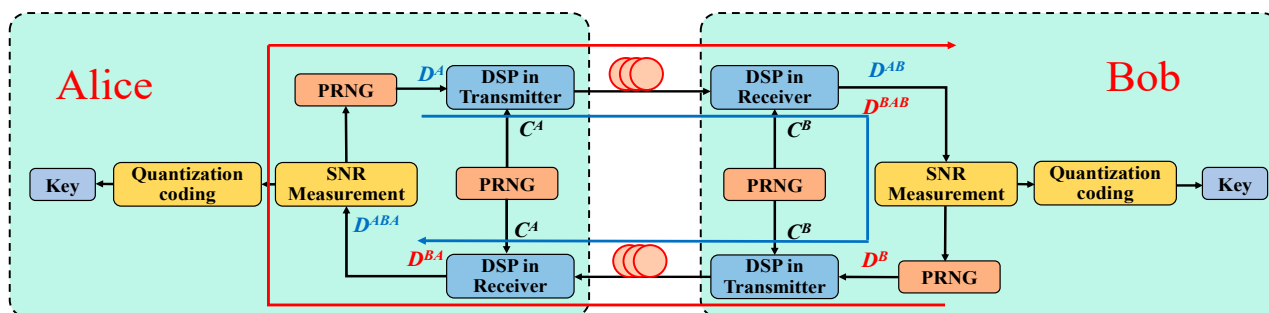 Alice
Bob
PRNG
D^A
DSP in
Transmitter
DSP in
Receiver
D^AB
D^BAB
C^A
C^B
Key
Quantization
coding
SNR
Measurement
PRNG
PRNG
SNR
Measurement
Quantization
coding
Key
D^ABA
C^A
C^B
D^BA
DSP in
Receiver
DSP in
Transmitter
D^B
PRNG